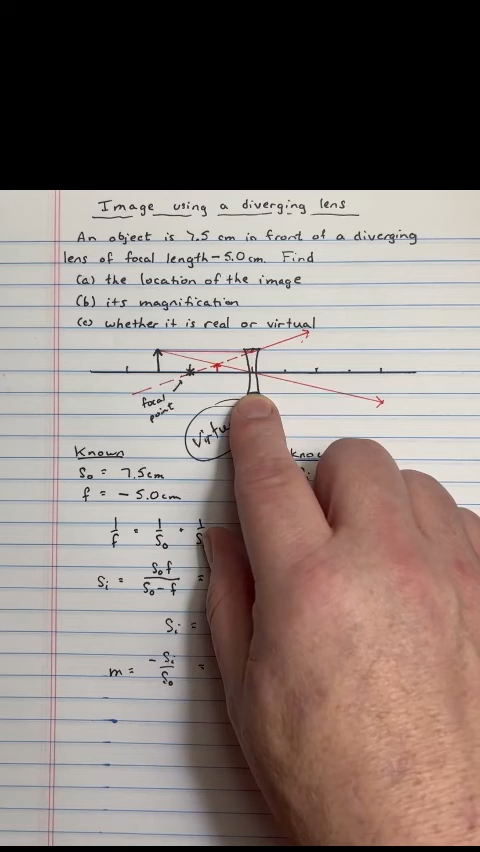 Image using a diverging lens
An object is 7.5 cm in front of a diverging
lens of focal length -5.0 cm. Find
(a) the location of the image
(b) its magnification
(c) whether it is real or virtual
focal
point
Known
S₀ = 7.5cm
f = -5.0cm
1/f = 1/S₀ + 1/S
Sᵢ = S₀f/(S₀-f) =
Sᵢ =
m = -Sᵢ/S₀ =